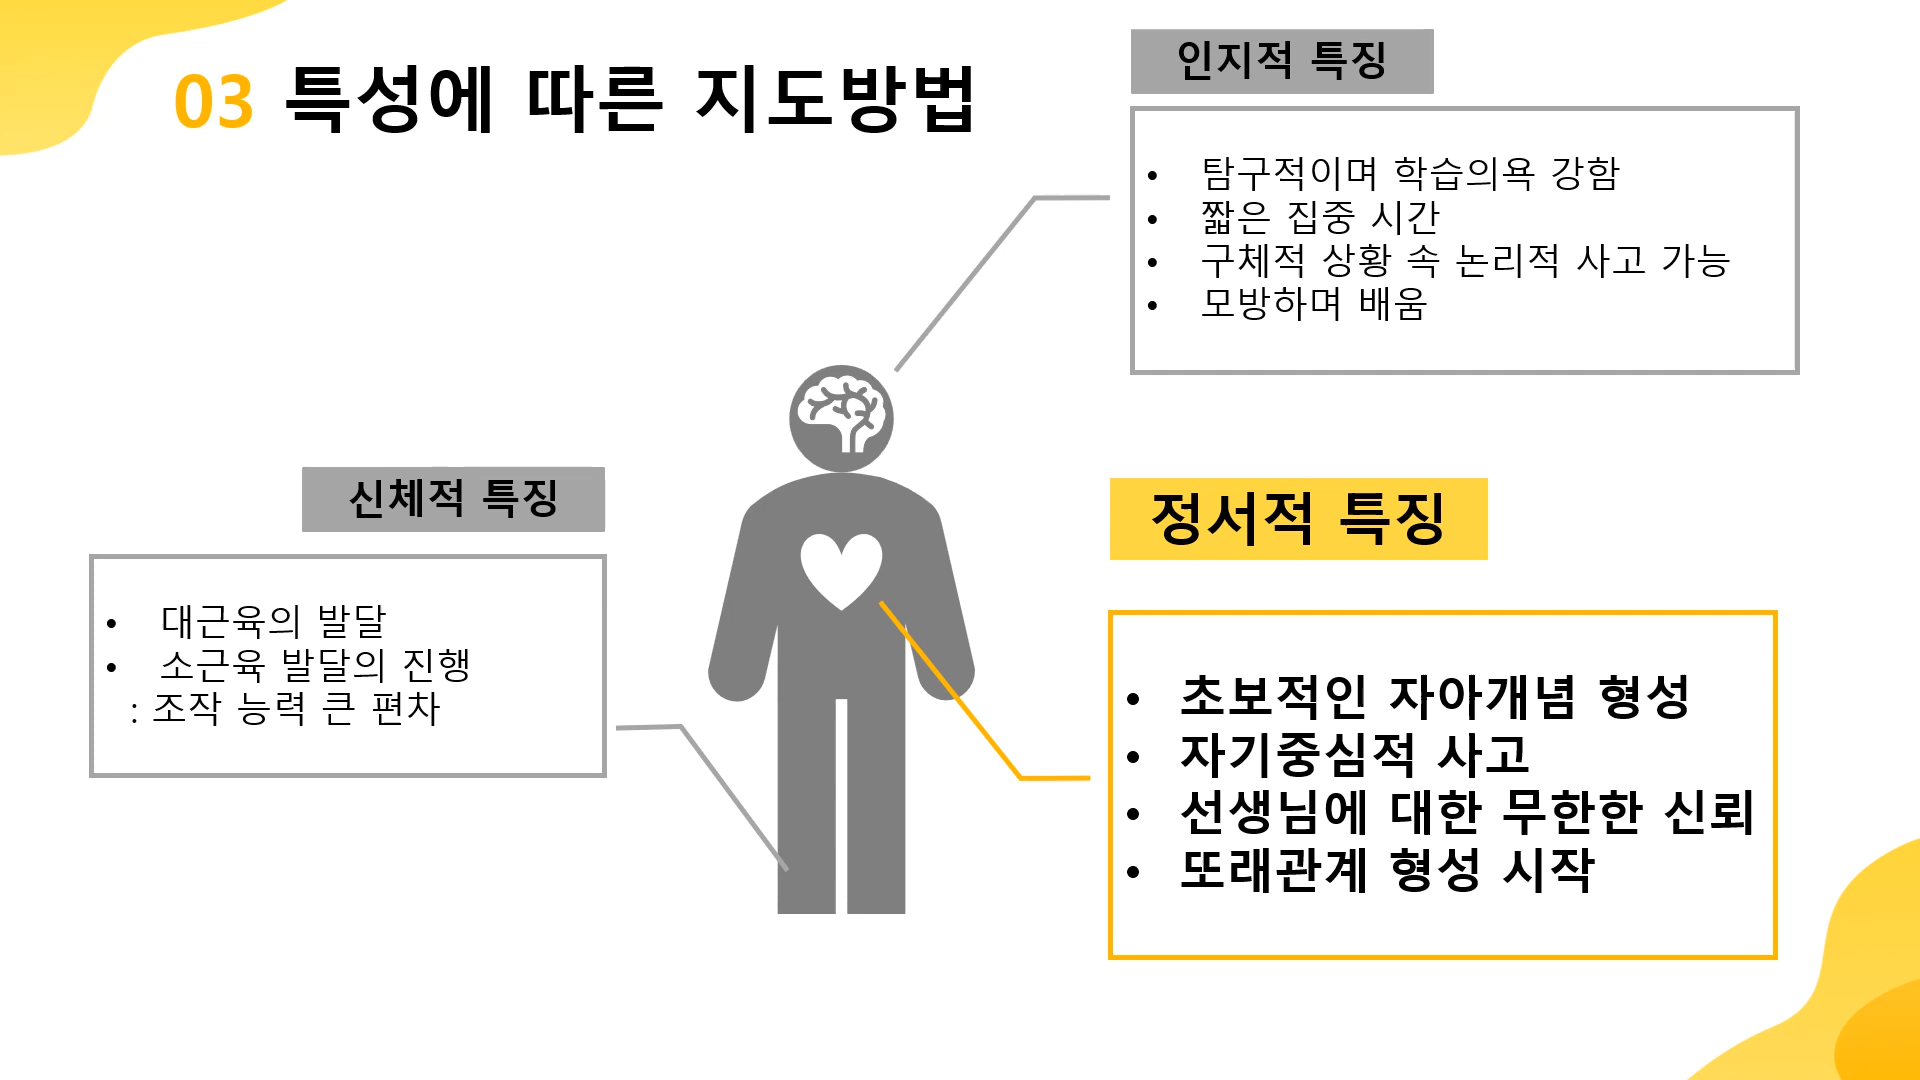 03 특성에 따른 지도방법
인지적 특징
• 탐구적이며 학습의욕 강함
• 짧은 집중 시간
• 구체적 상황 속 논리적 사고 가능
• 모방하며 배움
신체적 특징
• 대근육의 발달
• 소근육 발달의 진행
: 조작 능력 큰 편차
정서적 특징
• 초보적인 자아개념 형성
• 자기중심적 사고
• 선생님에 대한 무한한 신뢰
• 또래관계 형성 시작